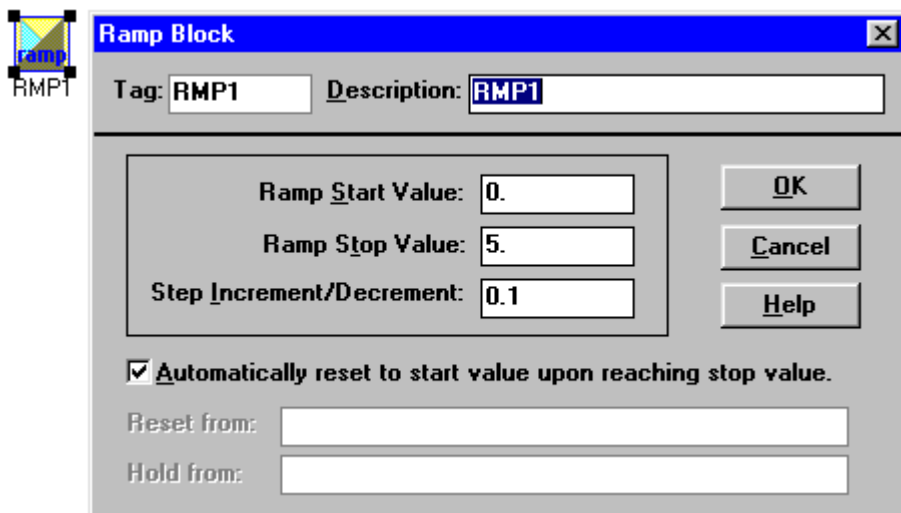 ramp
RMP1
Ramp Block
Tag: RMP1 Description: RMP1
Ramp Start Value: 0.
Ramp Stop Value: 5.
Step Increment/Decrement: 0.1
OK
Cancel
Help
Automatically reset to start value upon reaching stop value.
Reset from:
Hold from: